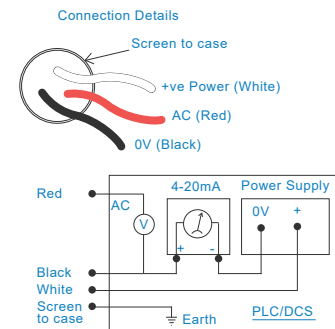 Connection Details
Screen to case
+ve Power (White)
AC (Red)
0V (Black)
Red
AC
V
4-20mA
+ -
Power Supply
0V +
Black
White
Screen
to case
Earth
PLC/DCS